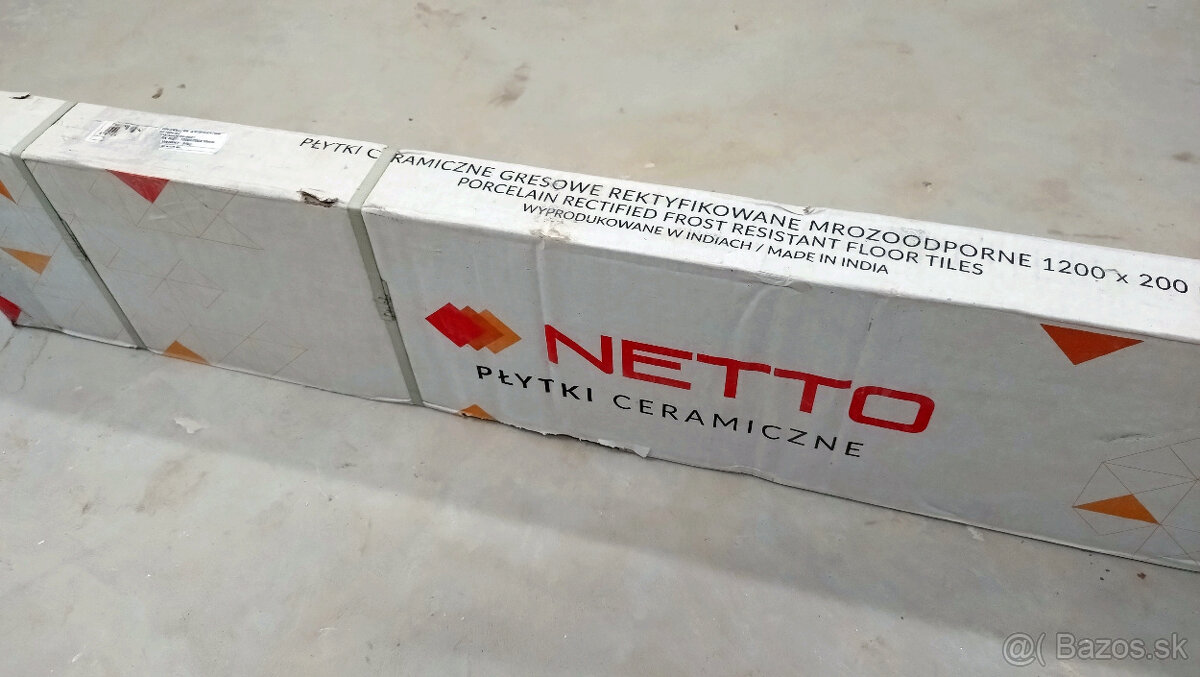 PŁYTKI CERAMICZNE GRESOWE REKTYFIKOWANE MROZOODPORNE 1200 x 200
PORCELAIN RECTIFIED FROST RESISTANT FLOOR TILES
WYPRODUKOWANE W INDIACH / MADE IN INDIA
NETTO
PŁYTKI CERAMICZNE
@( Bazos.sk